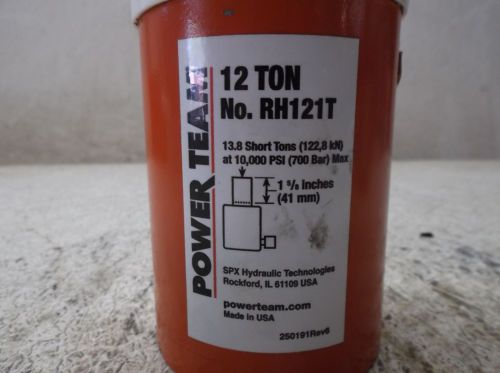 POWER TEAM
12 TON
No. RH121T
13.8 Short Tons (122,8 kN)
at 10,000 PSI (700 Bar) Max
1 5/8 inches
(41 mm)
SPX Hydraulic Technologies
Rockford, IL 61109 USA
powerteam.com
Made in USA
250191Rev6